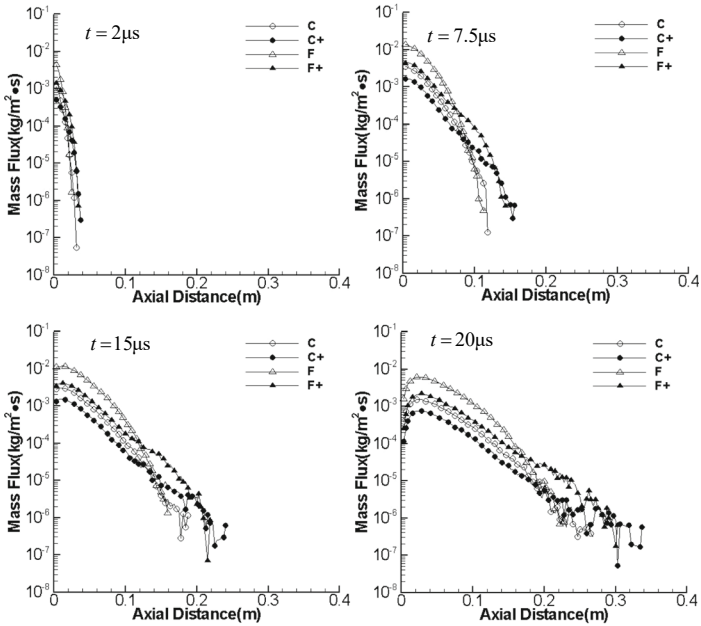 t = 2μs
C
C+
F
F+
10⁻¹
10⁻²
10⁻³
10⁻⁴
10⁻⁵
10⁻⁶
10⁻⁷
10⁻⁸
Mass Flux(kg/m²•s)
0 0.1 0.2 0.3 0.4
Axial Distance(m)
t = 7.5μs
C
C+
F
F+
10⁻¹
10⁻²
10⁻³
10⁻⁴
10⁻⁵
10⁻⁶
10⁻⁷
10⁻⁸
Mass Flux(kg/m²•s)
0 0.1 0.2 0.3 0.4
Axial Distance(m)
t = 15μs
C
C+
F
F+
10⁻¹
10⁻²
10⁻³
10⁻⁴
10⁻⁵
10⁻⁶
10⁻⁷
10⁻⁸
Mass Flux(kg/m²•s)
0 0.1 0.2 0.3 0.4
Axial Distance(m)
t = 20μs
C
C+
F
F+
10⁻¹
10⁻²
10⁻³
10⁻⁴
10⁻⁵
10⁻⁶
10⁻⁷
10⁻⁸
Mass Flux(kg/m²•s)
0 0.1 0.2 0.3 0.4
Axial Distance(m)